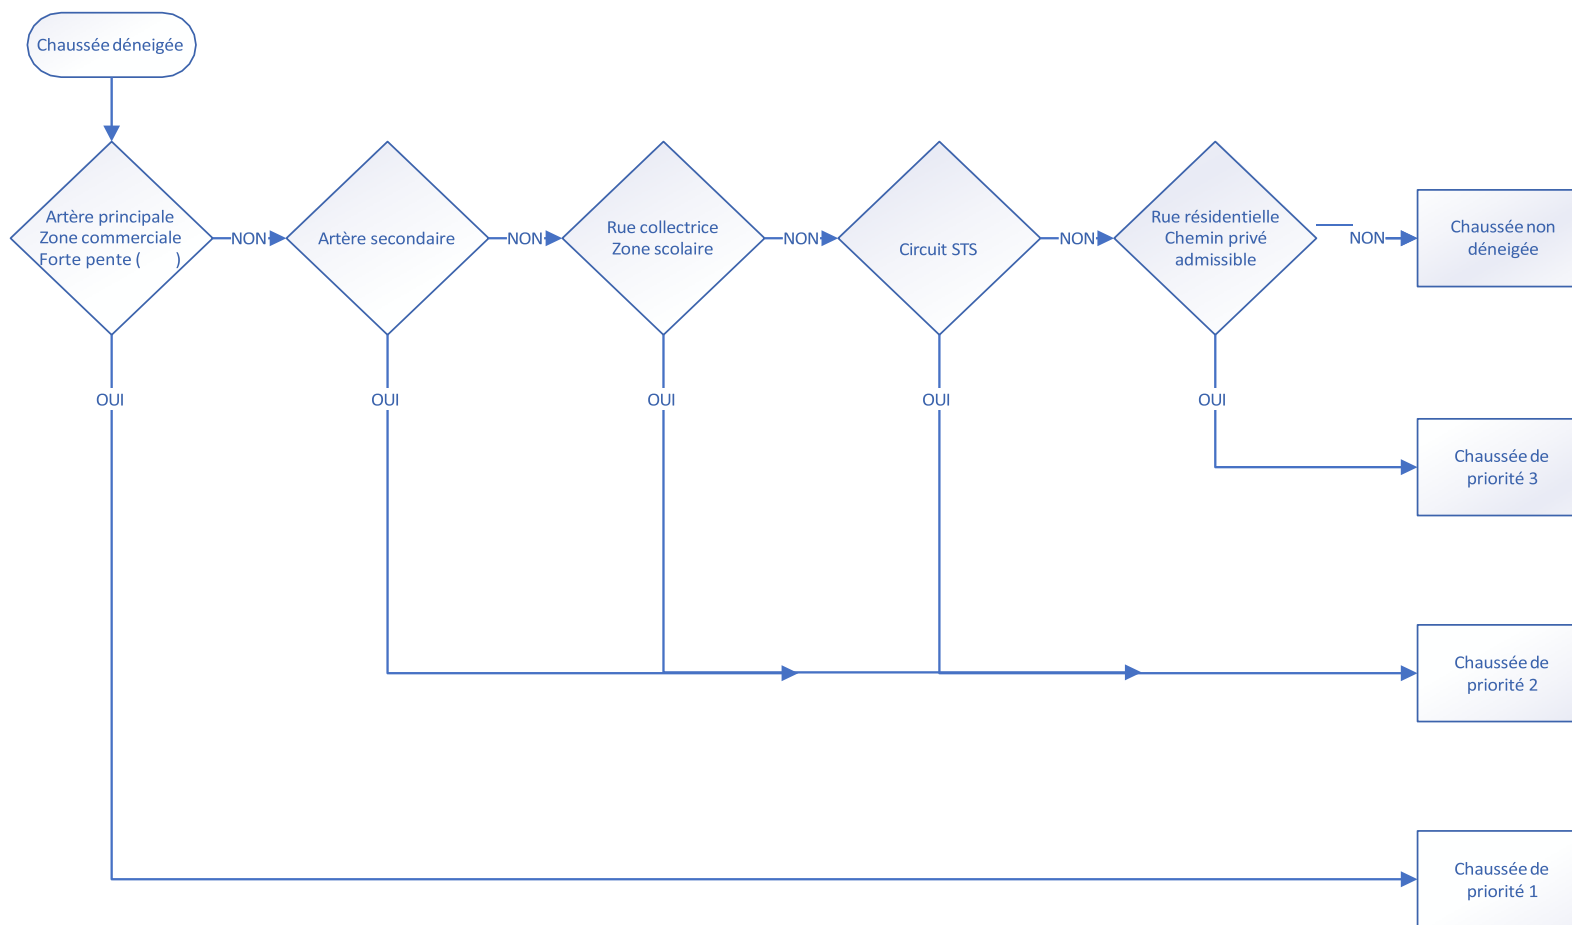 Chaussée déneigée
Artère principale
Zone commerciale
Forte pente (        )
NON
Artère secondaire
NON
Rue collectrice
Zone scolaire
NON
Circuit STS
NON
Rue résidentielle
Chemin privé
admissible
NON
Chaussée non
déneigée
OUI
OUI
OUI
OUI
OUI
Chaussée de
priorité 3
Chaussée de
priorité 2
Chaussée de
priorité 1